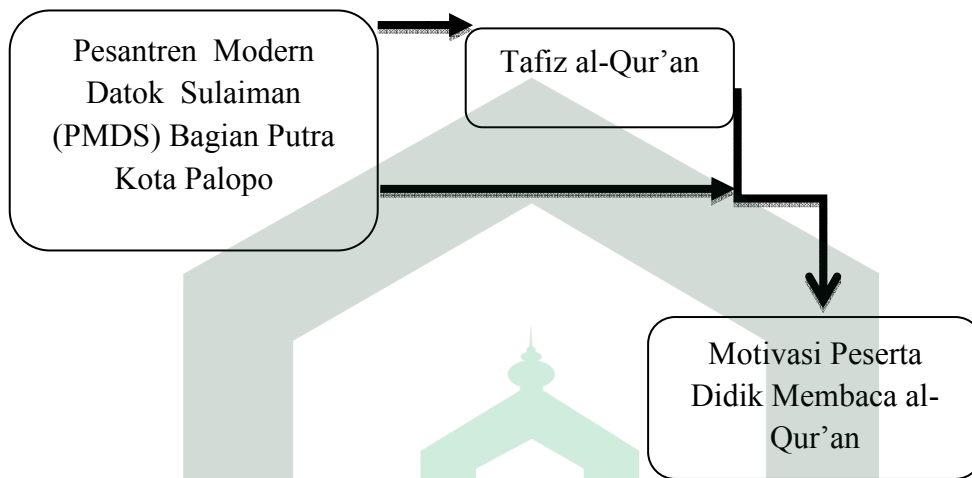 Pesantren Modern
Datok Sulaiman
(PMDS) Bagian Putra
Kota Palopo
Tafiz al-Qur’an
Motivasi Peserta
Didik Membaca al-
Qur’an